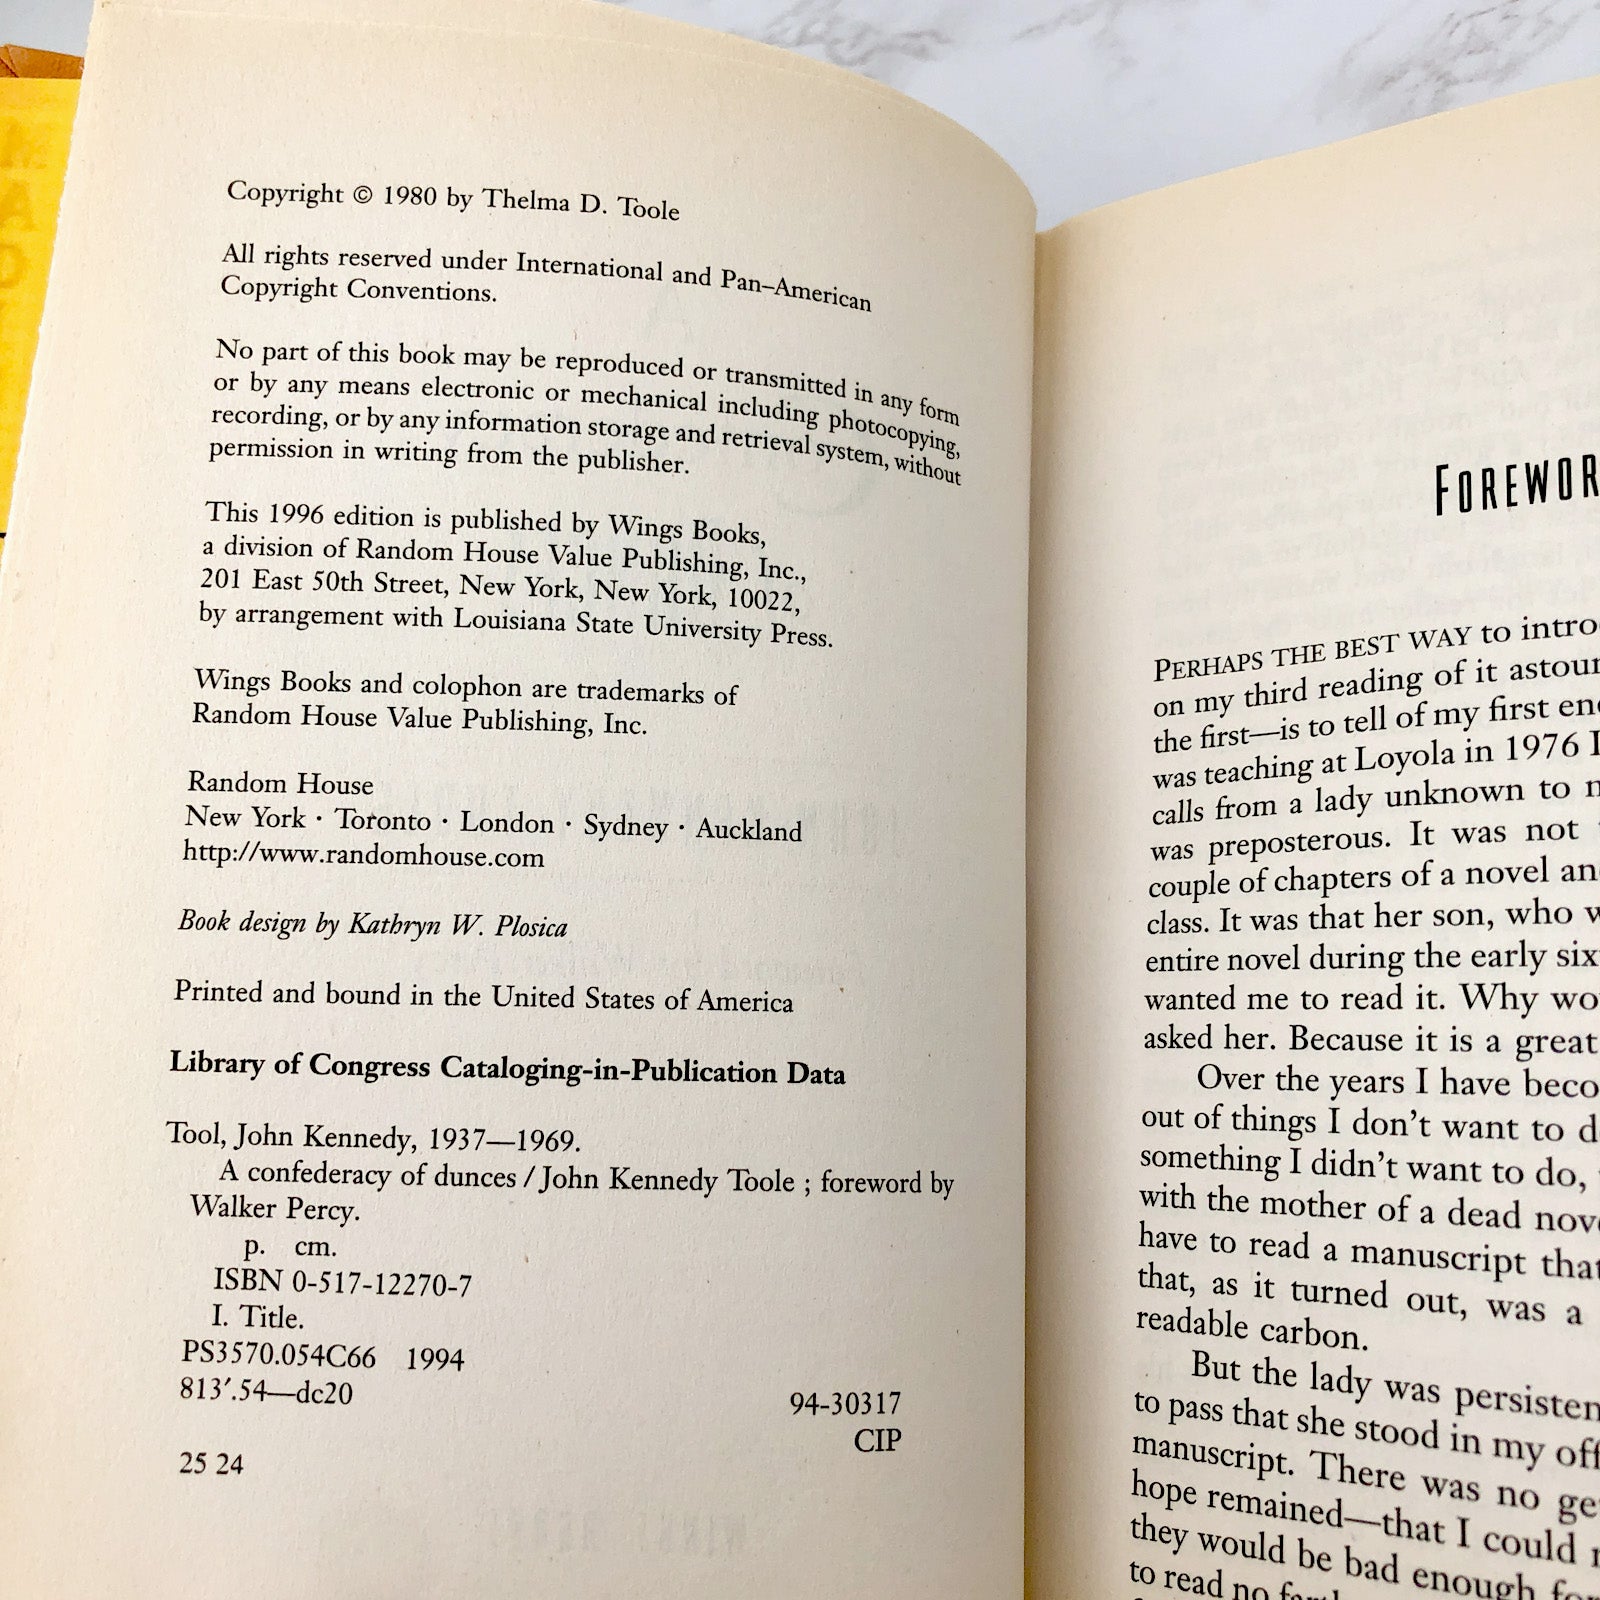 Copyright © 1980 by Thelma D. Toole
All rights reserved under International and Pan–American
Copyright Conventions.
No part of this book may be reproduced or transmitted in any form
or by any means electronic or mechanical including photocopying,
recording, or by any information storage and retrieval system, without
permission in writing from the publisher.
This 1996 edition is published by Wings Books,
a division of Random House Value Publishing, Inc.,
201 East 50th Street, New York, New York, 10022,
by arrangement with Louisiana State University Press.
Wings Books and colophon are trademarks of
Random House Value Publishing, Inc.
Random House
New York · Toronto · London · Sydney · Auckland
http://www.randomhouse.com
Book design by Kathryn W. Plosica
Printed and bound in the United States of America
Library of Congress Cataloging-in-Publication Data
Tool, John Kennedy, 1937—1969.
A confederacy of dunces / John Kennedy Toole ; foreword by
Walker Percy.
p. cm.
ISBN 0-517-12270-7
I. Title.
PS3570.054C66 1994
813′.54—dc20
94-30317
CIP
25 24
FOREWOR
PERHAPS THE BEST WAY to intro
on my third reading of it astoun
the first—is to tell of my first enc
was teaching at Loyola in 1976 I
calls from a lady unknown to
was preposterous. It was not
couple of chapters of a novel an
class. It was that her son, who w
entire novel during the early six
wanted me to read it. Why wo
asked her. Because it is a great
Over the years I have beco
out of things I don't want to d
something I didn't want to do,
with the mother of a dead nov
have to read a manuscript that
that, as it turned out, was a
readable carbon.
But the lady was persisten
to pass that she stood in my off
manuscript. There was no ge
hope remained—that I could
they would be bad enough for
to read no farth